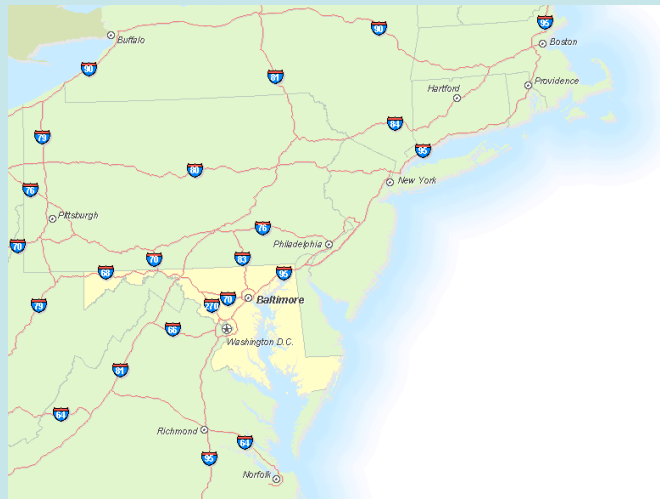 95
90
Boston
Buffalo
90
81
Providence
Hartford
84
79
95
80
New York
76
Pittsburgh
76
70
Philadelphia
70
83
68
95
70
Baltimore
270
79
66
Washington D.C.
81
64
Richmond
64
95
Norfolk